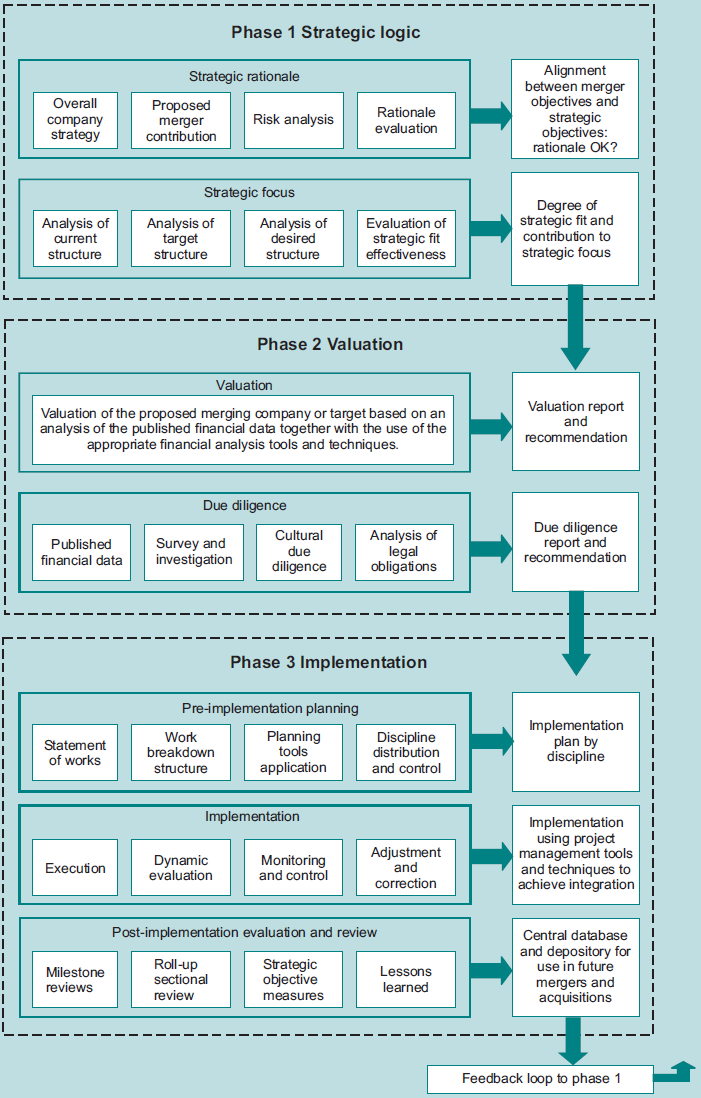 Phase 1 Strategic logic
Strategic rationale
Overall
company
strategy
Proposed
merger
contribution
Risk analysis
Rationale
evaluation
Alignment
between merger
objectives and
strategic
objectives:
rationale OK?
Strategic focus
Analysis of
current
structure
Analysis of
target
structure
Analysis of
desired
structure
Evaluation of
strategic fit
effectiveness
Degree of
strategic fit and
contribution to
strategic focus
Phase 2 Valuation
Valuation
Valuation of the proposed merging company or target based on an
analysis of the published financial data together with the use of the
appropriate financial analysis tools and techniques.
Valuation report
and
recommendation
Due diligence
Published
financial data
Survey and
investigation
Cultural
due
diligence
Analysis of
legal
obligations
Due diligence
report and
recommendation
Phase 3 Implementation
Pre-implementation planning
Statement
of works
Work
breakdown
structure
Planning
tools
application
Discipline
distribution
and control
Implementation
plan by
discipline
Implementation
Execution
Dynamic
evaluation
Monitoring
and control
Adjustment
and
correction
Implementation
using project
management tools
and techniques to
achieve integration
Post-implementation evaluation and review
Milestone
reviews
Roll-up
sectional
review
Strategic
objective
measures
Lessons
learned
Central database
and depository for
use in future
mergers and
acquisitions
Feedback loop to phase 1